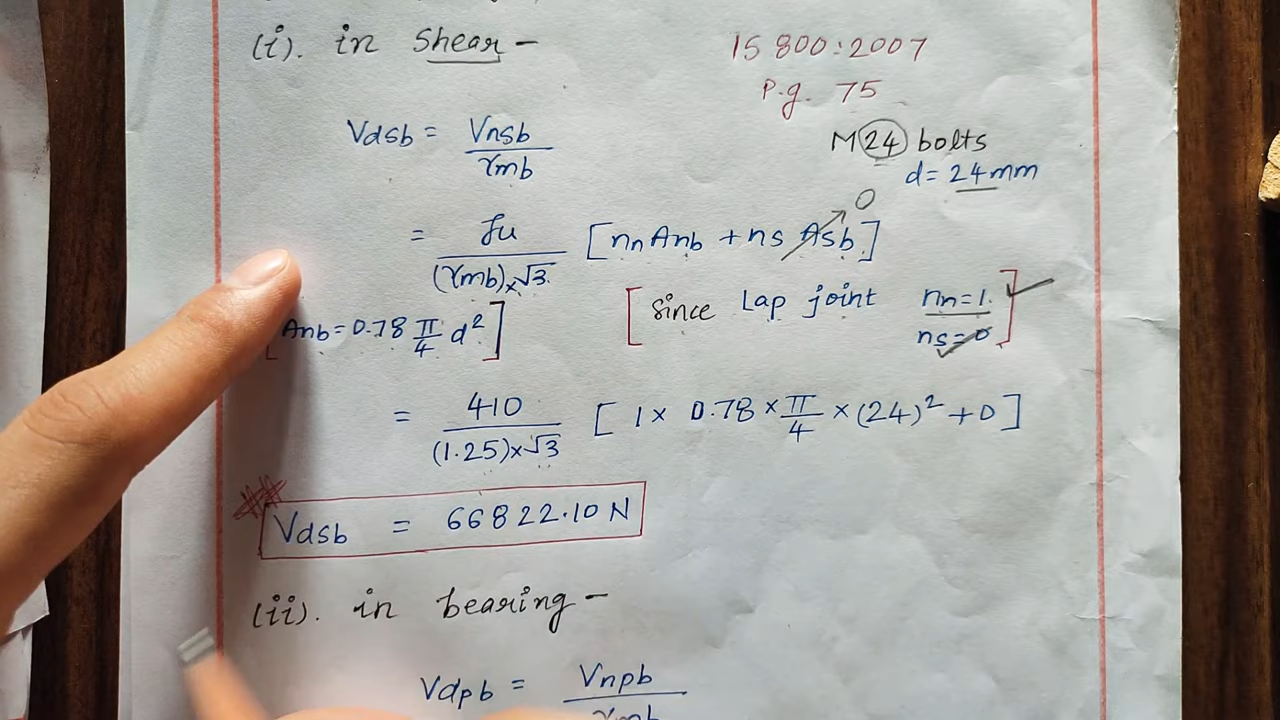 (i). in Shear -
IS 800:2007
P.g. 75
M24 bolts
d = 24mm
Vdsb = Vnsb / γmb
= fu / (γmb)×√3 [nn Anb + ns Asb] 0
[Anb = 0.78 π/4 d²]
[since Lap joint nn=1.
ns=0]
= 410 / (1.25)×√3 [1 × 0.78 × π/4 × (24)² + 0]
Vdsb = 66822.10 N
(ii). in bearing -
Vdpb = Vnpb / γmb